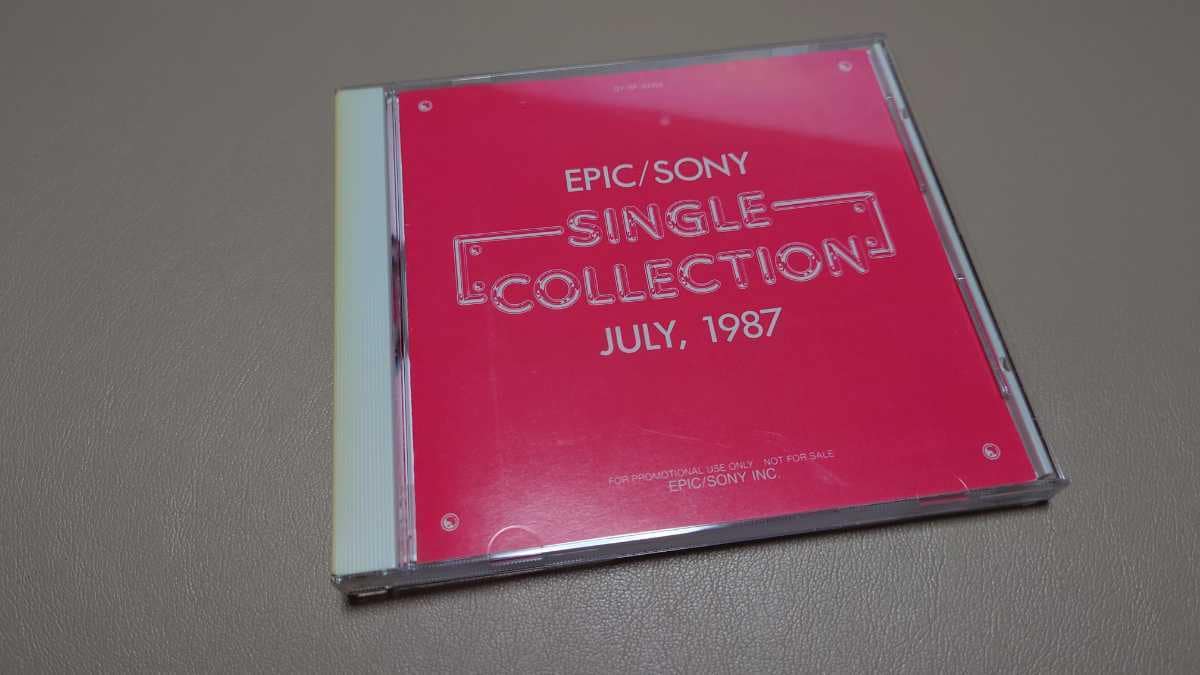 EPIC/SONY
SINGLE
COLLECTION
JULY, 1987
FOR PROMOTIONAL USE ONLY NOT FOR SALE
EPIC/SONY INC.